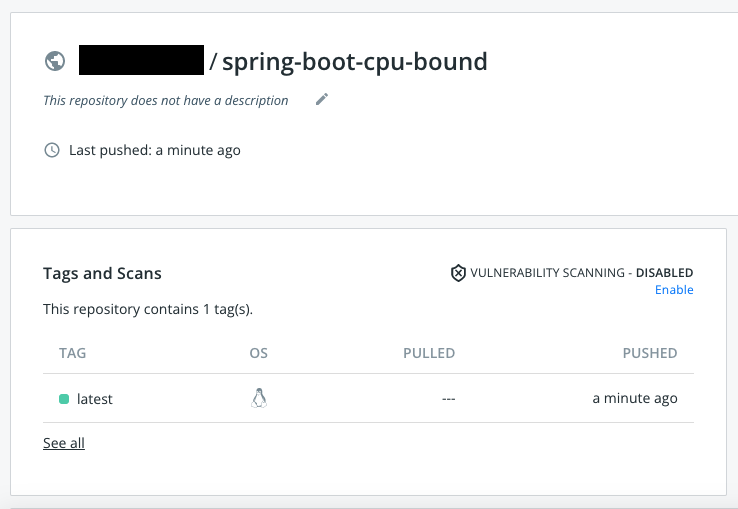 / spring-boot-cpu-bound
This repository does not have a description
Last pushed: a minute ago
Tags and Scans
VULNERABILITY SCANNING - DISABLED
Enable
This repository contains 1 tag(s).
TAG OS PULLED PUSHED
latest --- a minute ago
See all